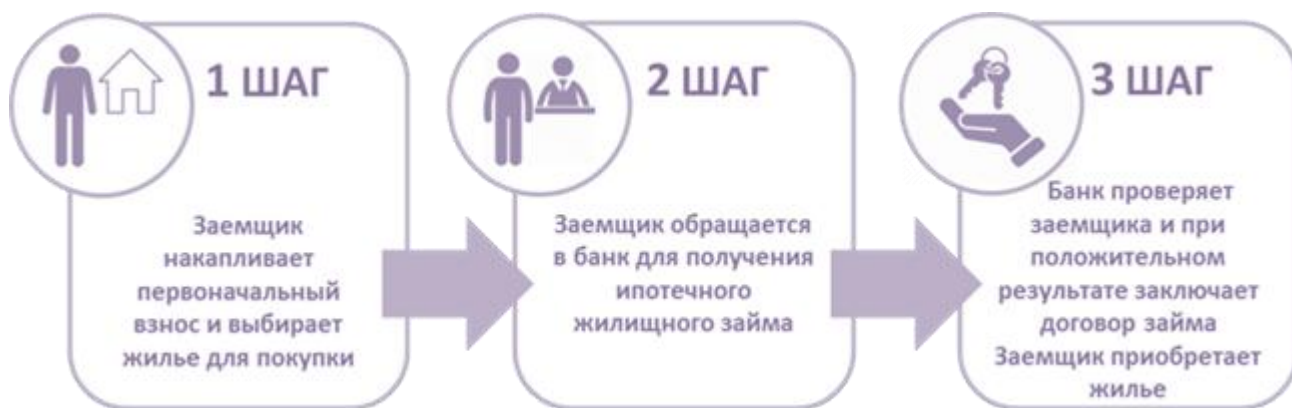 1 ШАГ
Заемщик
накапливает
первоначальный
взнос и выбирает
жилье для покупки
2 ШАГ
Заемщик обращается
в банк для получения
ипотечного
жилищного займа
3 ШАГ
Банк проверяет
заемщика и при
положительном
результате заключает
договор займа
Заемщик приобретает
жилье